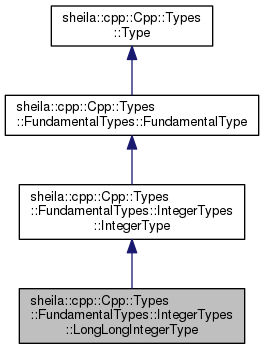 sheila::cpp::Cpp::Types
::Type
sheila::cpp::Cpp::Types
::FundamentalTypes::FundamentalType
sheila::cpp::Cpp::Types
::FundamentalTypes::IntegerTypes
::IntegerType
sheila::cpp::Cpp::Types
::FundamentalTypes::IntegerTypes
::LongLongIntegerType